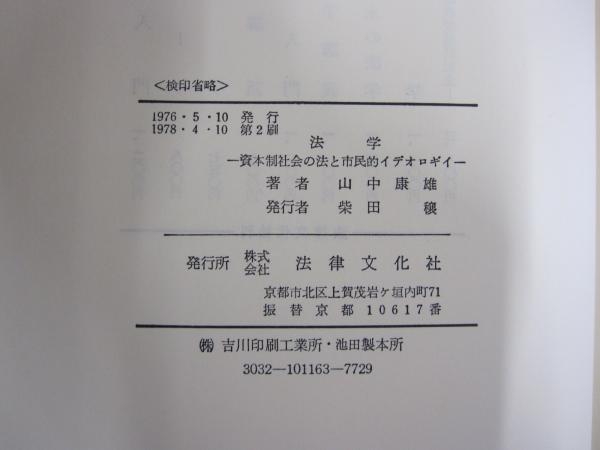 ＜検印省略＞
1976・5・10 発行
1978・4・10 第2刷
法学
―資本制社会の法と市民的イデオロギイ―
著者 山中康雄
発行者 柴田穣
発行所 株式会社 法律文化社
京都市北区上賀茂岩ケ垣内町71
振替京都10617番
㈱吉川印刷工業所・池田製本所
3032―101163―7729